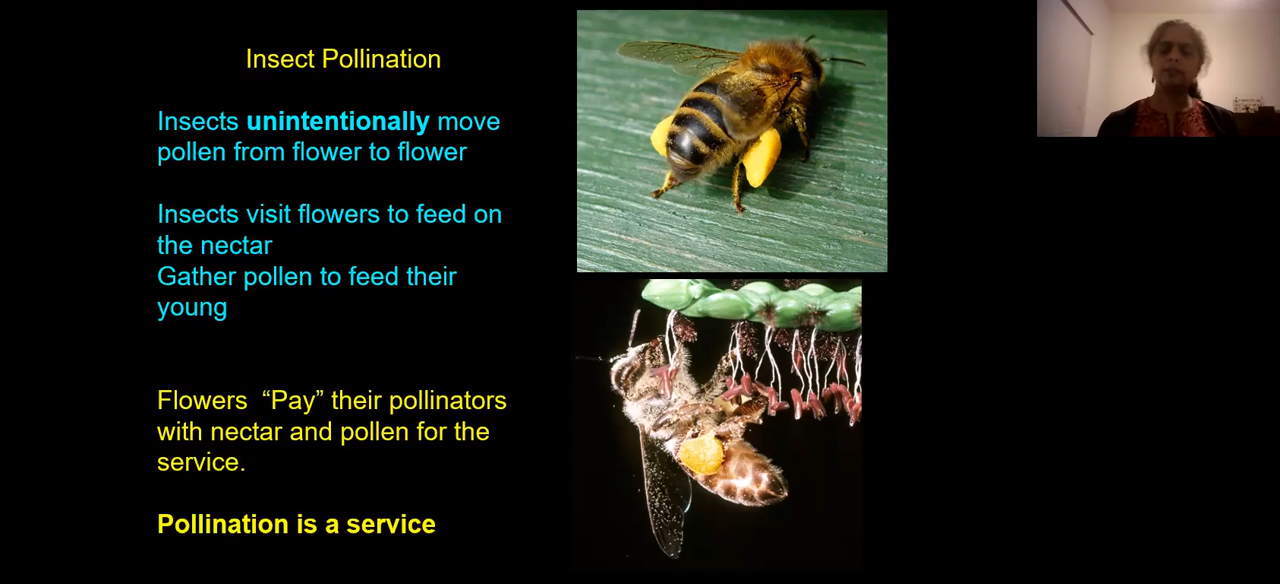 Insect Pollination
Insects unintentionally move
pollen from flower to flower
Insects visit flowers to feed on
the nectar
Gather pollen to feed their
young
Flowers  “Pay” their pollinators
with nectar and pollen for the
service.
Pollination is a service